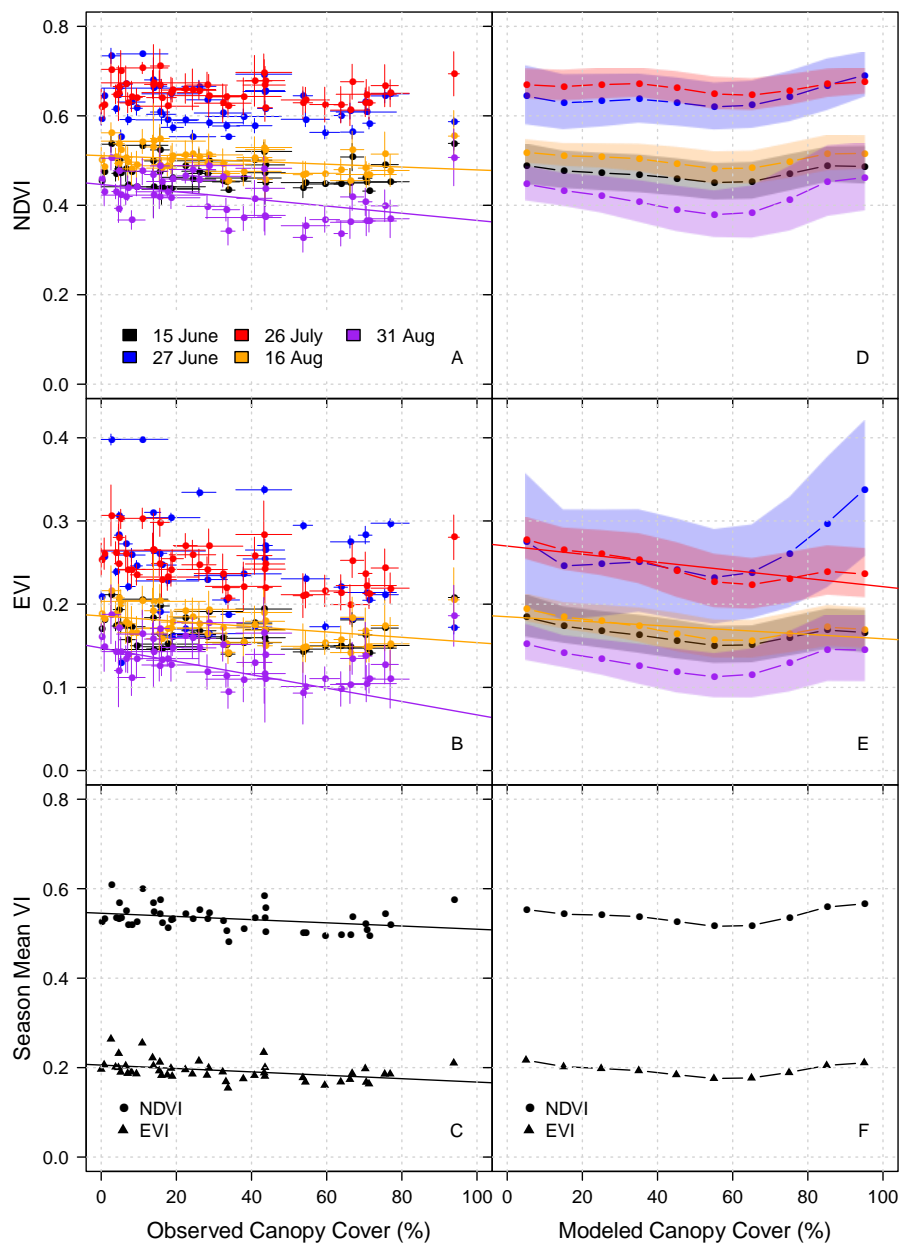 0.8
0.6
0.4
0.2
0.0
NDVI
15 June
26 July
31 Aug
27 June
16 Aug
A
D
0.4
0.3
0.2
0.1
0.0
EVI
B
E
0.8
0.6
0.4
0.2
0.0
Season Mean VI
NDVI
EVI
C
NDVI
EVI
F
0 20 40 60 80 100
0 20 40 60 80 100
Observed Canopy Cover (%)
Modeled Canopy Cover (%)